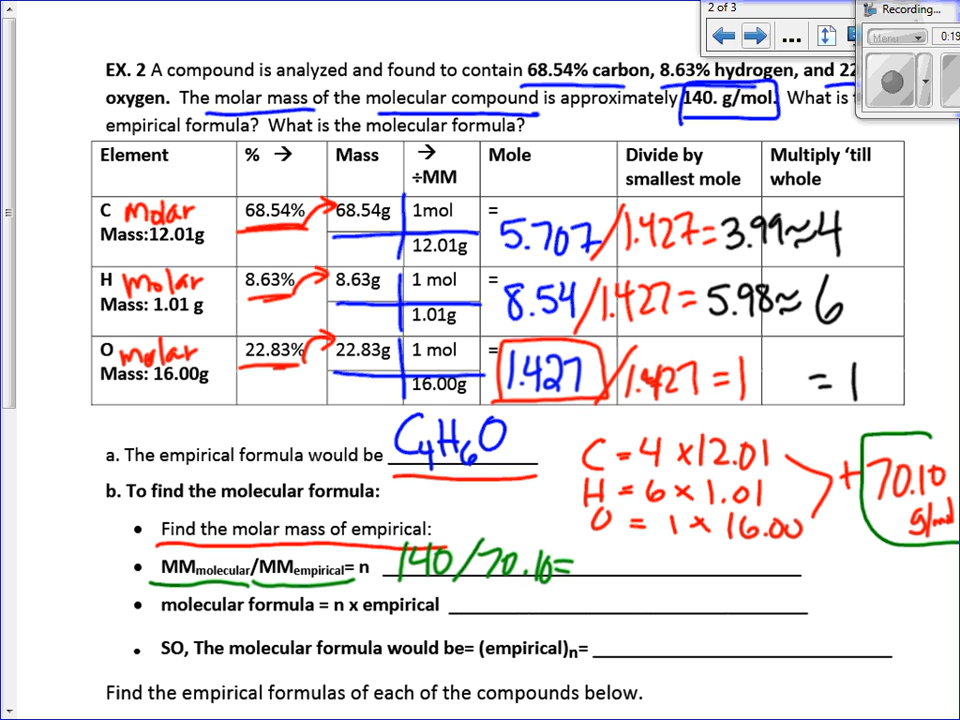 2 of 3
Recording...
...
Menu
0:19
EX. 2 A compound is analyzed and found to contain 68.54% carbon, 8.63% hydrogen, and 22
oxygen. The molar mass of the molecular compound is approximately 140. g/mol. What is
empirical formula? What is the molecular formula?
Element % → Mass → ÷MM Mole Divide by smallest mole Multiply ‘till whole
C molar 68.54% 68.54g 1mol = 5.707/1.427=3.99≈4
Mass:12.01g 12.01g
H molar 8.63% 8.63g 1 mol = 8.54/1.427=5.98≈6
Mass: 1.01 g 1.01g
O molar 22.83% 22.83g 1 mol = 1.427/1.427=1 =1
Mass: 16.00g 16.00g
a. The empirical formula would be C4H6O
C = 4 x12.01
b. To find the molecular formula:
H = 6 x 1.01
+70.10 g/mol
O = 1 x 16.00
• Find the molar mass of empirical:
• MMmolecular/MMempirical= n 140/70.10=
• molecular formula = n x empirical
• SO, The molecular formula would be= (empirical)n=
Find the empirical formulas of each of the compounds below.